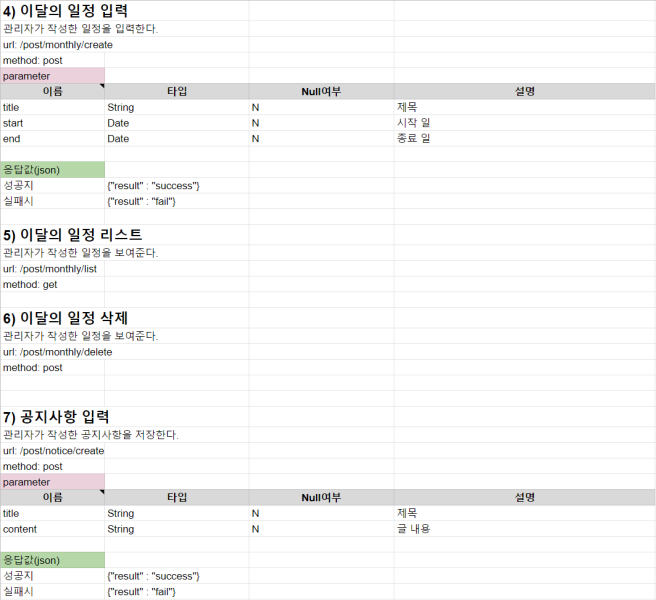 4) 이달의 일정 입력
관리자가 작성한 일정을 입력한다.
url: /post/monthly/create
method: post
parameter
이름 타입 Null여부 설명
title String N 제목
start Date N 시작 일
end Date N 종료 일
응답값(json)
성공지 {"result" : "success"}
실패시 {"result" : "fail"}
5) 이달의 일정 리스트
관리자가 작성한 일정을 보여준다.
url: /post/monthly/list
method: get
6) 이달의 일정 삭제
관리자가 작성한 일정을 보여준다.
url: /post/monthly/delete
method: post
7) 공지사항 입력
관리자가 작성한 공지사항을 저장한다.
url: /post/notice/create
method: post
parameter
이름 타입 Null여부 설명
title String N 제목
content String N 글 내용
응답값(json)
성공지 {"result" : "success"}
실패시 {"result" : "fail"}